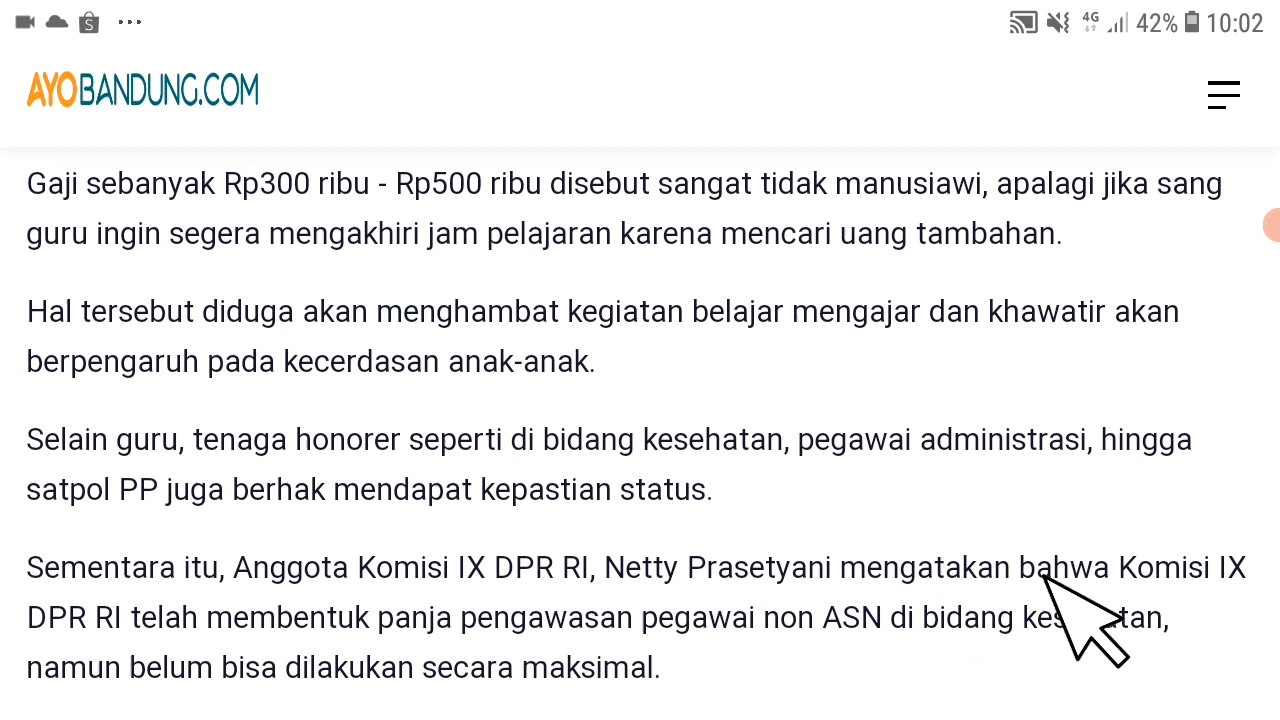 4G 42% 10:02
AYOBANDUNG.COM
Gaji sebanyak Rp300 ribu - Rp500 ribu disebut sangat tidak manusiawi, apalagi jika sang
guru ingin segera mengakhiri jam pelajaran karena mencari uang tambahan.
Hal tersebut diduga akan menghambat kegiatan belajar mengajar dan khawatir akan
berpengaruh pada kecerdasan anak-anak.
Selain guru, tenaga honorer seperti di bidang kesehatan, pegawai administrasi, hingga
satpol PP juga berhak mendapat kepastian status.
Sementara itu, Anggota Komisi IX DPR RI, Netty Prasetyani mengatakan bahwa Komisi IX
DPR RI telah membentuk panja pengawasan pegawai non ASN di bidang kesehatan,
namun belum bisa dilakukan secara maksimal.